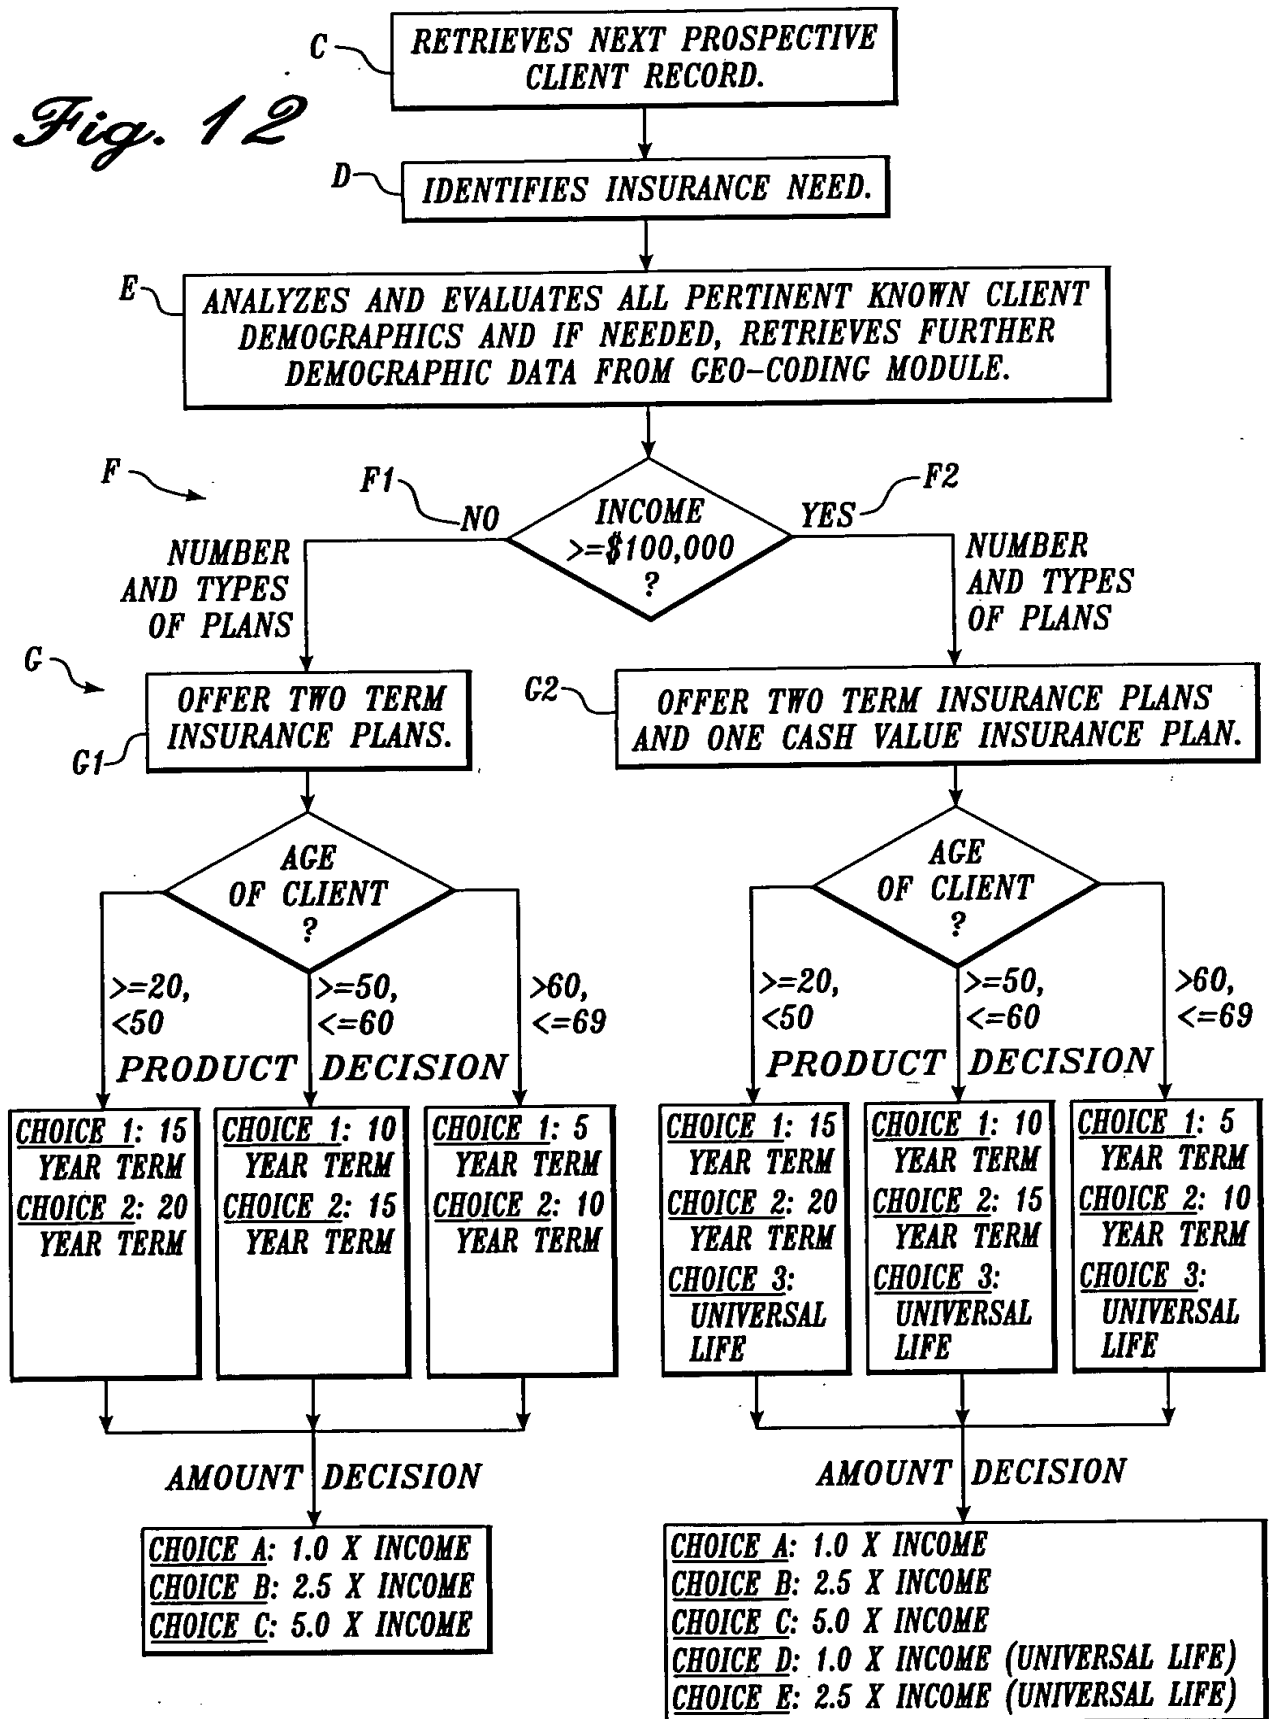 Fig. 12
C
RETRIEVES NEXT PROSPECTIVE
CLIENT RECORD.
D
IDENTIFIES INSURANCE NEED.
E
ANALYZES AND EVALUATES ALL PERTINENT KNOWN CLIENT
DEMOGRAPHICS AND IF NEEDED, RETRIEVES FURTHER
DEMOGRAPHIC DATA FROM GEO-CODING MODULE.
F
F1
NO
INCOME
>=$100,000
?
YES
F2
NUMBER
AND TYPES
OF PLANS
NUMBER
AND TYPES
OF PLANS
G
OFFER TWO TERM
INSURANCE PLANS.
G1
G2
OFFER TWO TERM INSURANCE PLANS
AND ONE CASH VALUE INSURANCE PLAN.
AGE
OF CLIENT
?
>=20,
<50
>=50,
<=60
>60,
<=69
PRODUCT DECISION
CHOICE 1: 15
YEAR TERM
CHOICE 2: 20
YEAR TERM
CHOICE 1: 10
YEAR TERM
CHOICE 2: 15
YEAR TERM
CHOICE 1: 5
YEAR TERM
CHOICE 2: 10
YEAR TERM
AMOUNT DECISION
CHOICE A: 1.0 X INCOME
CHOICE B: 2.5 X INCOME
CHOICE C: 5.0 X INCOME
AGE
OF CLIENT
?
>=20,
<50
>=50,
<=60
>60,
<=69
PRODUCT DECISION
CHOICE 1: 15
YEAR TERM
CHOICE 2: 20
YEAR TERM
CHOICE 3:
UNIVERSAL
LIFE
CHOICE 1: 10
YEAR TERM
CHOICE 2: 15
YEAR TERM
CHOICE 3:
UNIVERSAL
LIFE
CHOICE 1: 5
YEAR TERM
CHOICE 2: 10
YEAR TERM
CHOICE 3:
UNIVERSAL
LIFE
AMOUNT DECISION
CHOICE A: 1.0 X INCOME
CHOICE B: 2.5 X INCOME
CHOICE C: 5.0 X INCOME
CHOICE D: 1.0 X INCOME (UNIVERSAL LIFE)
CHOICE E: 2.5 X INCOME (UNIVERSAL LIFE)